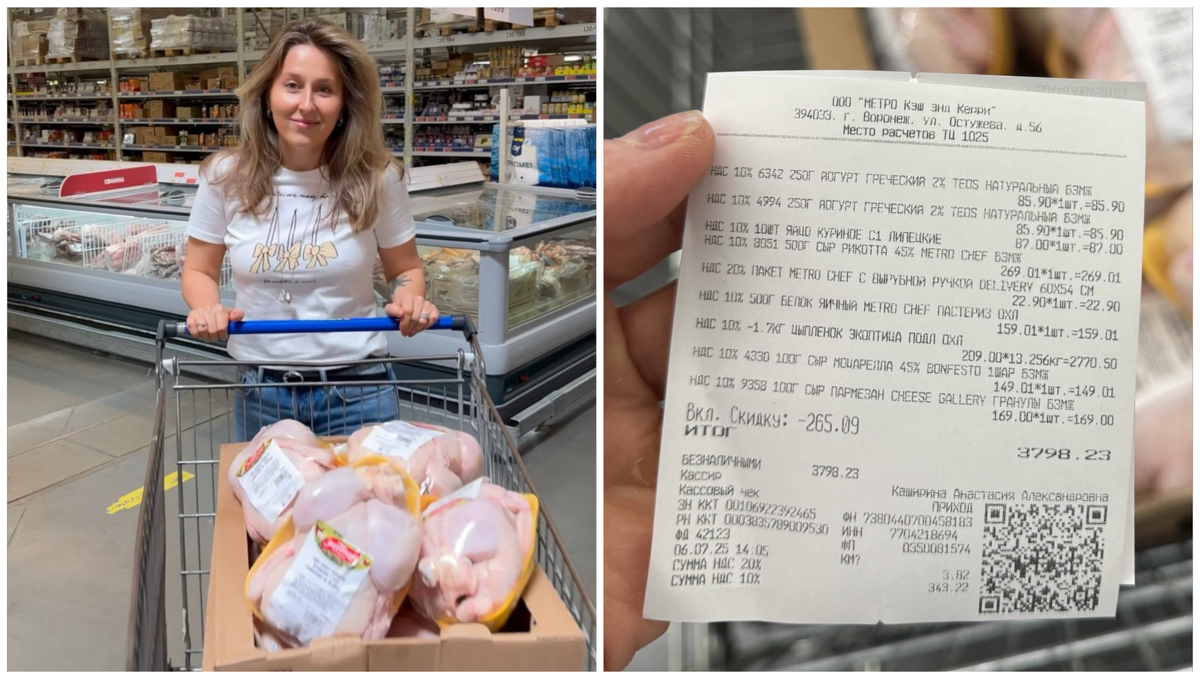 СВИНИНА
ООО "МЕТРО Кэш энд Керри"
394033, г. Воронеж, ул. Остужева, д.56
Место расчетов ТЦ 1025
НДС 10% 6342 250Г ЙОГУРТ ГРЕЧЕСКИЙ 2% TEOS НАТУРАЛЬНЫЙ БЗМЖ
85.90*1шт.=85.90
НДС 10% 4994 250Г ЙОГУРТ ГРЕЧЕСКИЙ 2% TEOS НАТУРАЛЬНЫЙ БЗМЖ
85.90*1шт.=85.90
НДС 10% 10ШТ ЯЙЦО КУРИНОЕ С1 ЛИПЕЦКИЕ
87.00*1шт.=87.00
НДС 10% 8051 500Г СЫР РИКОТТА 45% METRO CHEF БЗМЖ
269.01*1шт.=269.01
НДС 20% ПАКЕТ METRO CHEF С ВЫРУБНОЙ РУЧКОЙ DELIVERY 60X54 СМ
22.90*1шт.=22.90
НДС 10% 500Г БЕЛОК ЯИЧНЫЙ METRO CHEF ПАСТЕРИЗ ОХЛ
159.01*1шт.=159.01
НДС 10% ~1.7КГ ЦЫПЛЕНОК ЭКОПТИЦА ПОДЛ ОХЛ
209.00*13.256кг=2770.50
НДС 10% 4330 100Г СЫР МОЦАРЕЛЛА 45% BONFESTO 1ШАР БЗМЖ
149.01*1шт.=149.01
НДС 10% 9358 100Г СЫР ПАРМЕЗАН CHEESE GALLERY ГРАНУЛЫ БЗМЖ
169.00*1шт.=169.00
Вкл. Скидку: -265.09
ИТОГ
3798.23
БЕЗНАЛИЧНЫМИ 3798.23
Кассир Каширина Анастасия Александровна
Кассовый чек ПРИХОД
ЗН ККТ 00106922392465 ФН 7380440700458183
РН ККТ 0003835789009530 ИНН 7704218694
ФД 42123 ФП 0350081574
06.07.25 14:05 КМ?
СУММА НДС 20% 3.82
СУММА НДС 10% 343.22